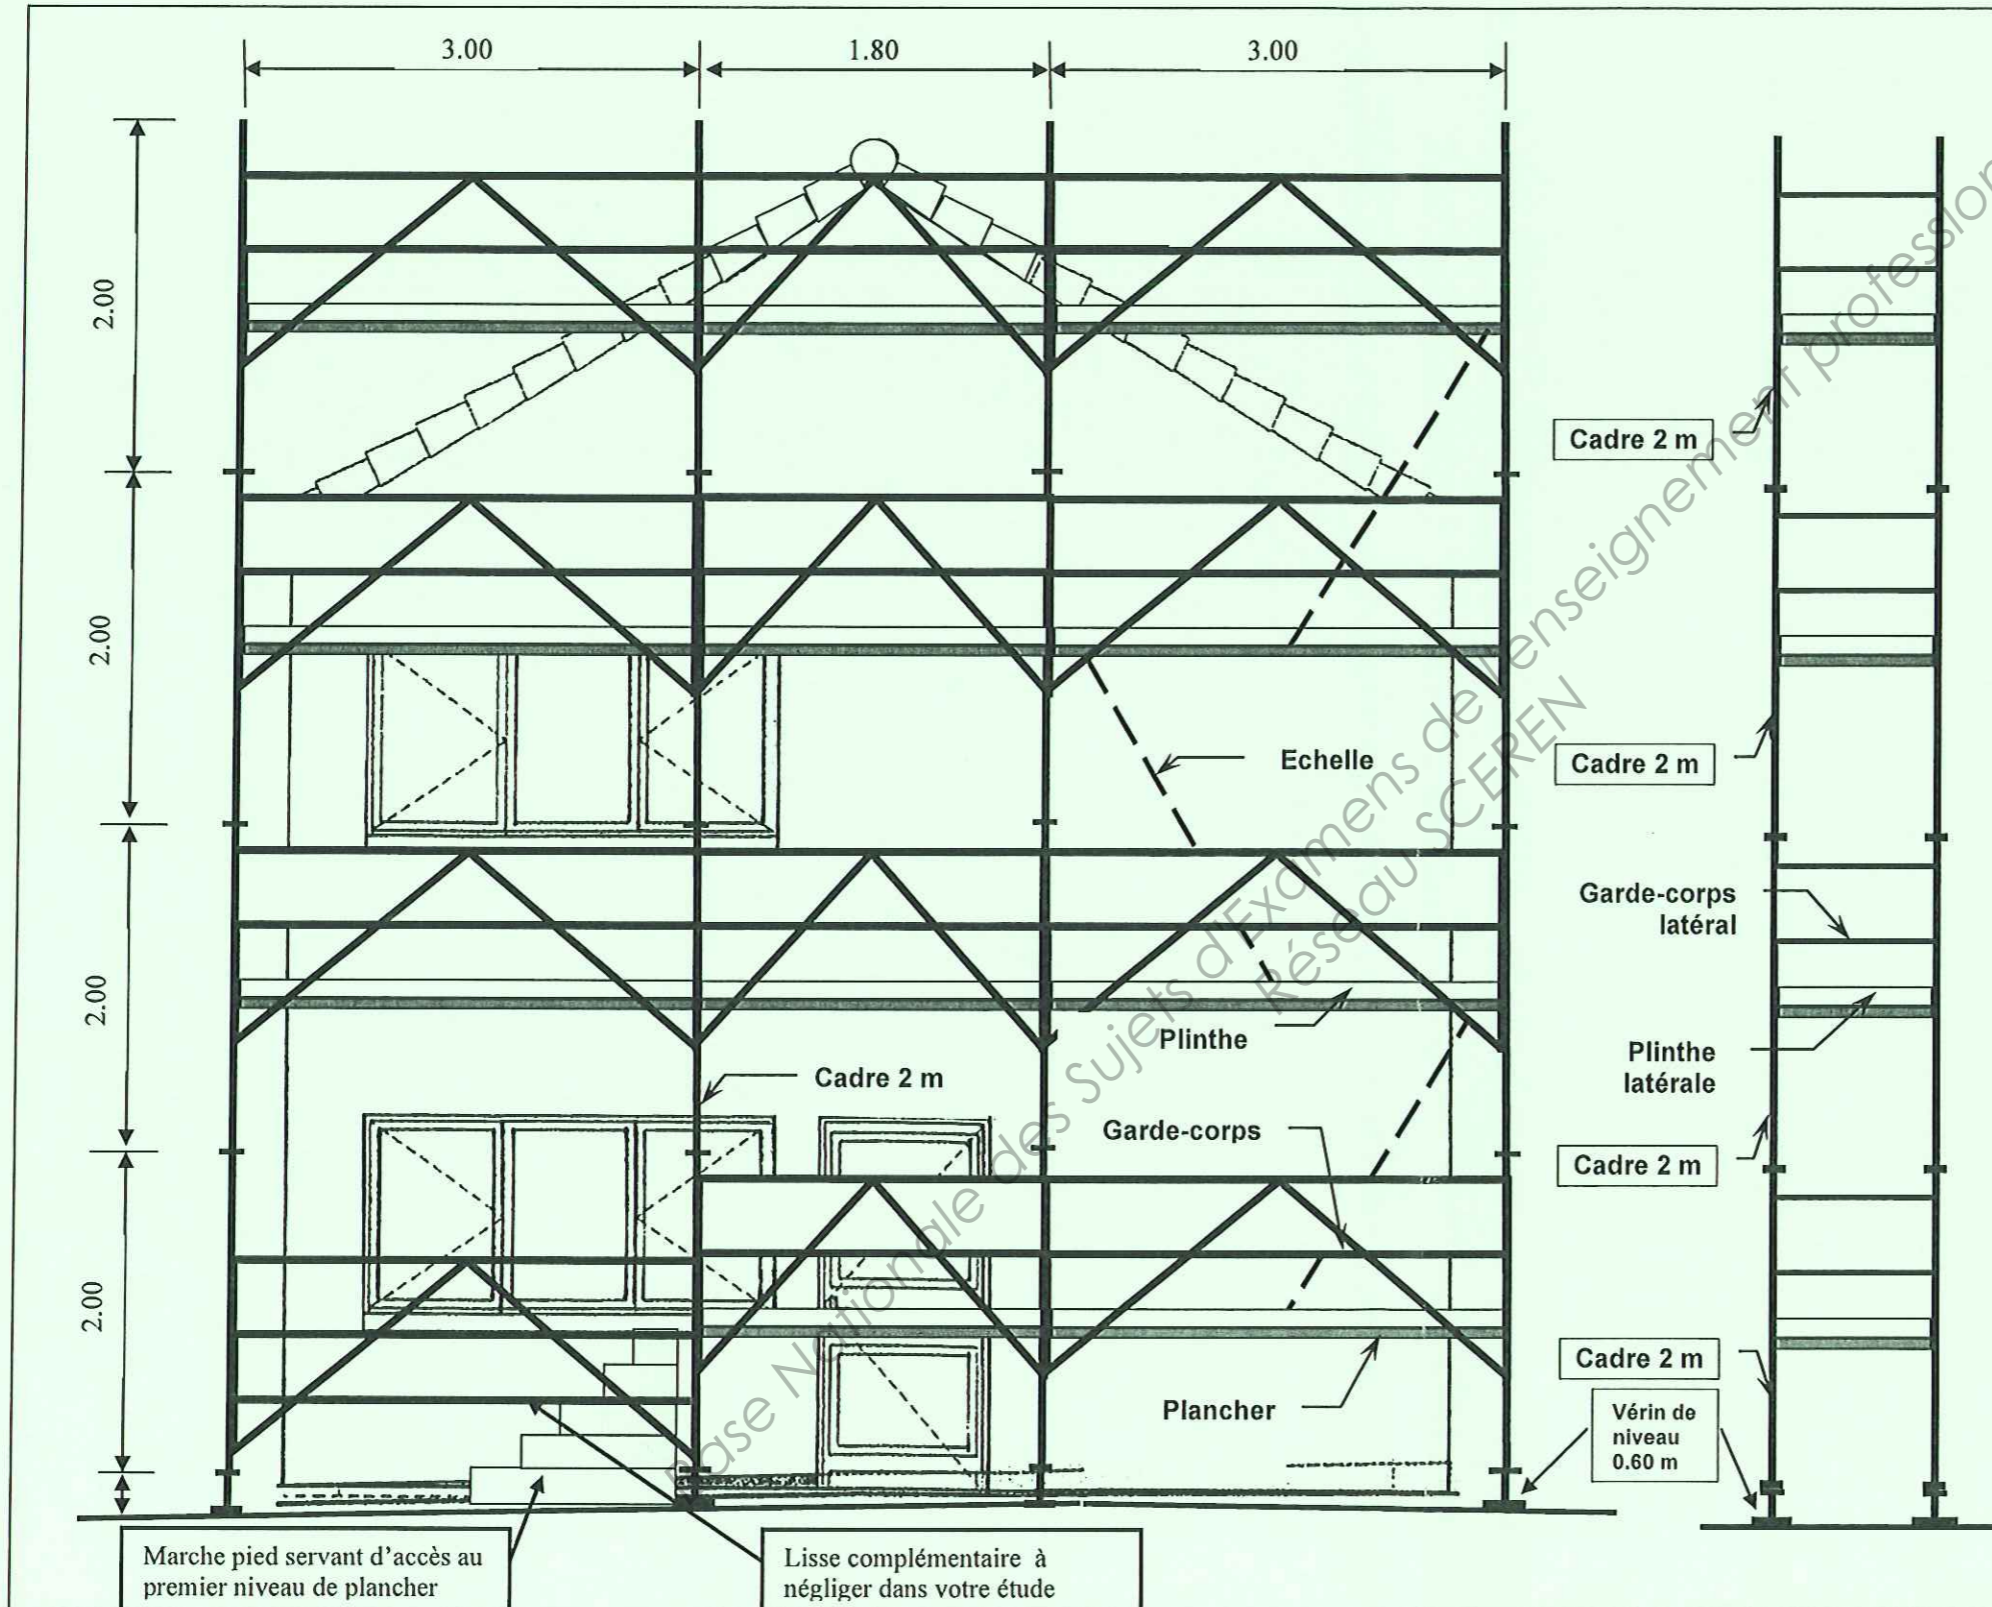 3.00
1.80
3.00
2.00
2.00
2.00
2.00
Cadre 2 m
Cadre 2 m
Echelle
Garde-corps
latéral
Plinthe
Plinthe
latérale
Cadre 2 m
Garde-corps
Cadre 2 m
Cadre 2 m
Plancher
Vérin de
niveau
0.60 m
Marche pied servant d'accès au
premier niveau de plancher
Lisse complémentaire à
négliger dans votre étude
Base Nationale des Sujets d'Examens de l'enseignement profession
Réseau SCEREN